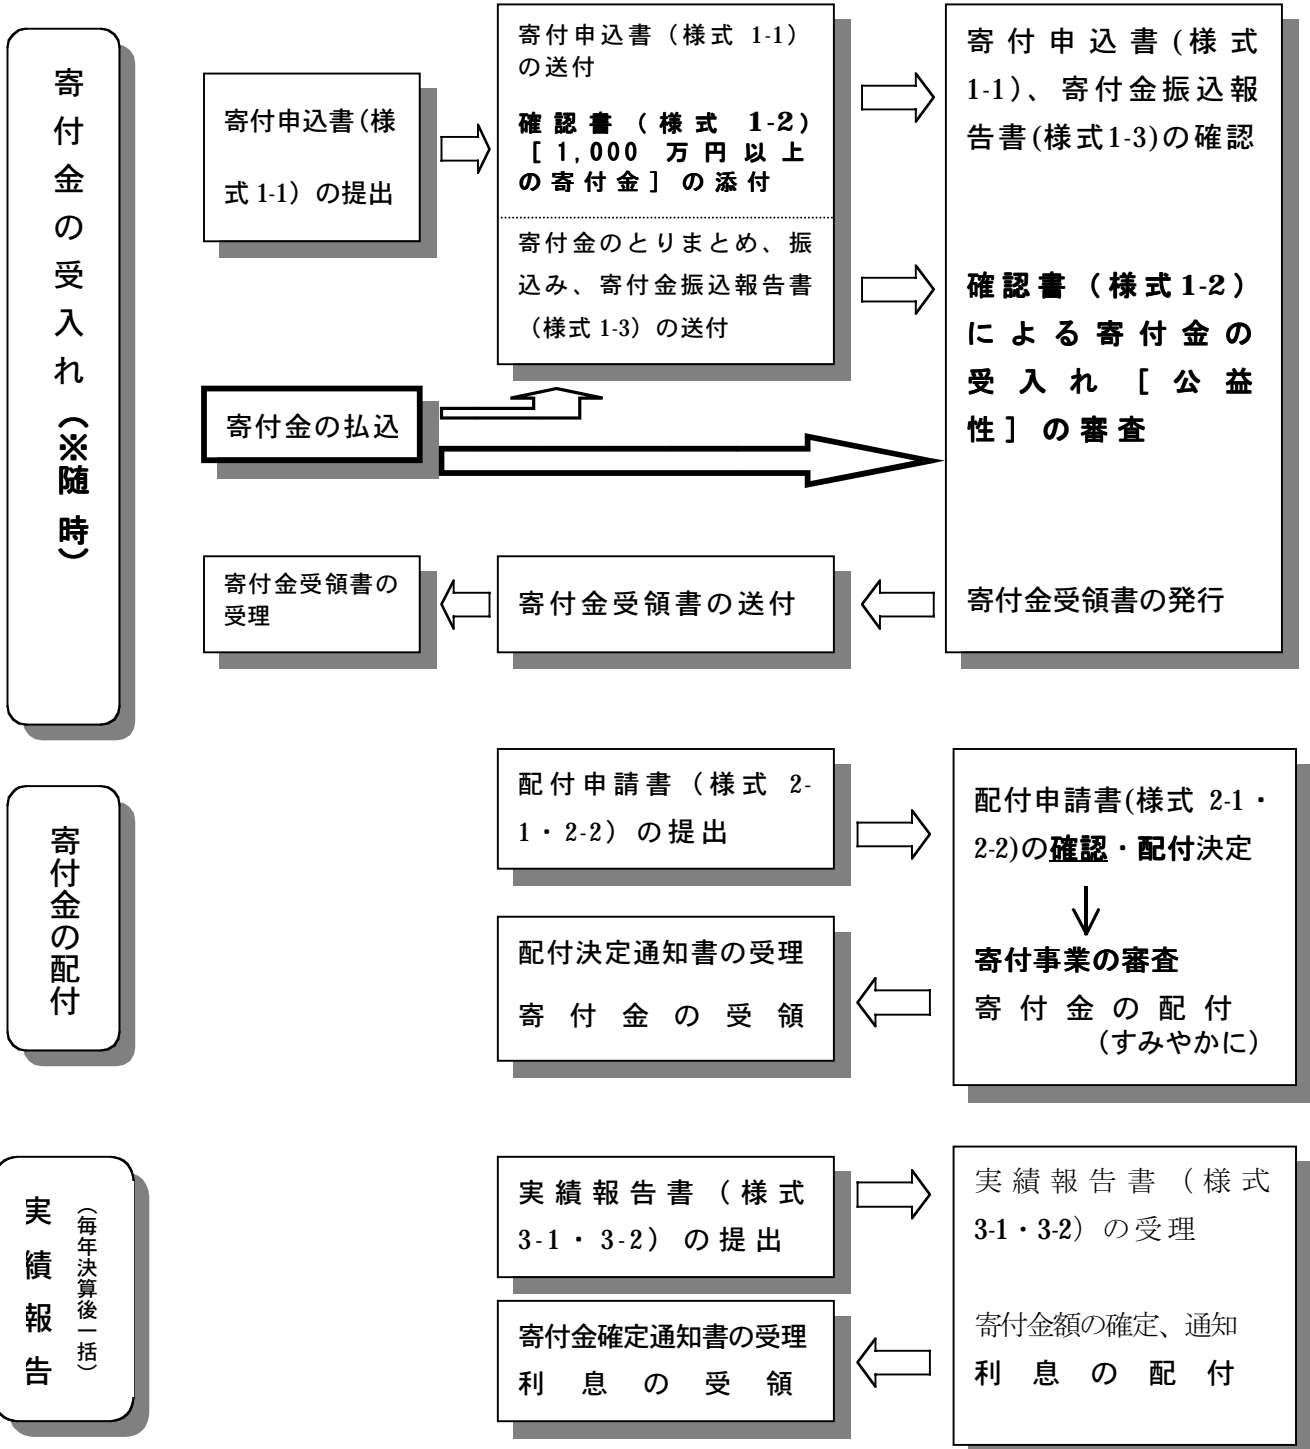 寄付金の受入れ（※随時）
寄付申込書（様
式 1-1）の提出
寄付申込書（様式 1-1）
の送付
確認書（様式 1-2）
［1,000 万円以上
の寄付金］の添付
寄付金のとりまとめ、振
込み、寄付金振込報告書
（様式 1-3）の送付
寄付申込書(様式
1-1)、寄付金振込報
告書(様式1-3)の確認
確認書（様式1-2）
による寄付金の
受入れ［公益
性］の審査
寄付金の払込
寄付金受領書の
受理
寄付金受領書の送付
寄付金受領書の発行
寄付金の配付
配付申請書（様式 2-
1・2-2）の提出
配付申請書(様式 2-1・
2-2)の確認・配付決定
配付決定通知書の受理
寄付金の受領
寄付事業の審査
寄付金の配付
（すみやかに）
実績報告
（毎年決算後一括）
実績報告書（様式
3-1・3-2）の提出
実績報告書（様式
3-1・3-2）の受理
寄付金確定通知書の受理
利息の受領
寄付金額の確定、通知
利息の配付